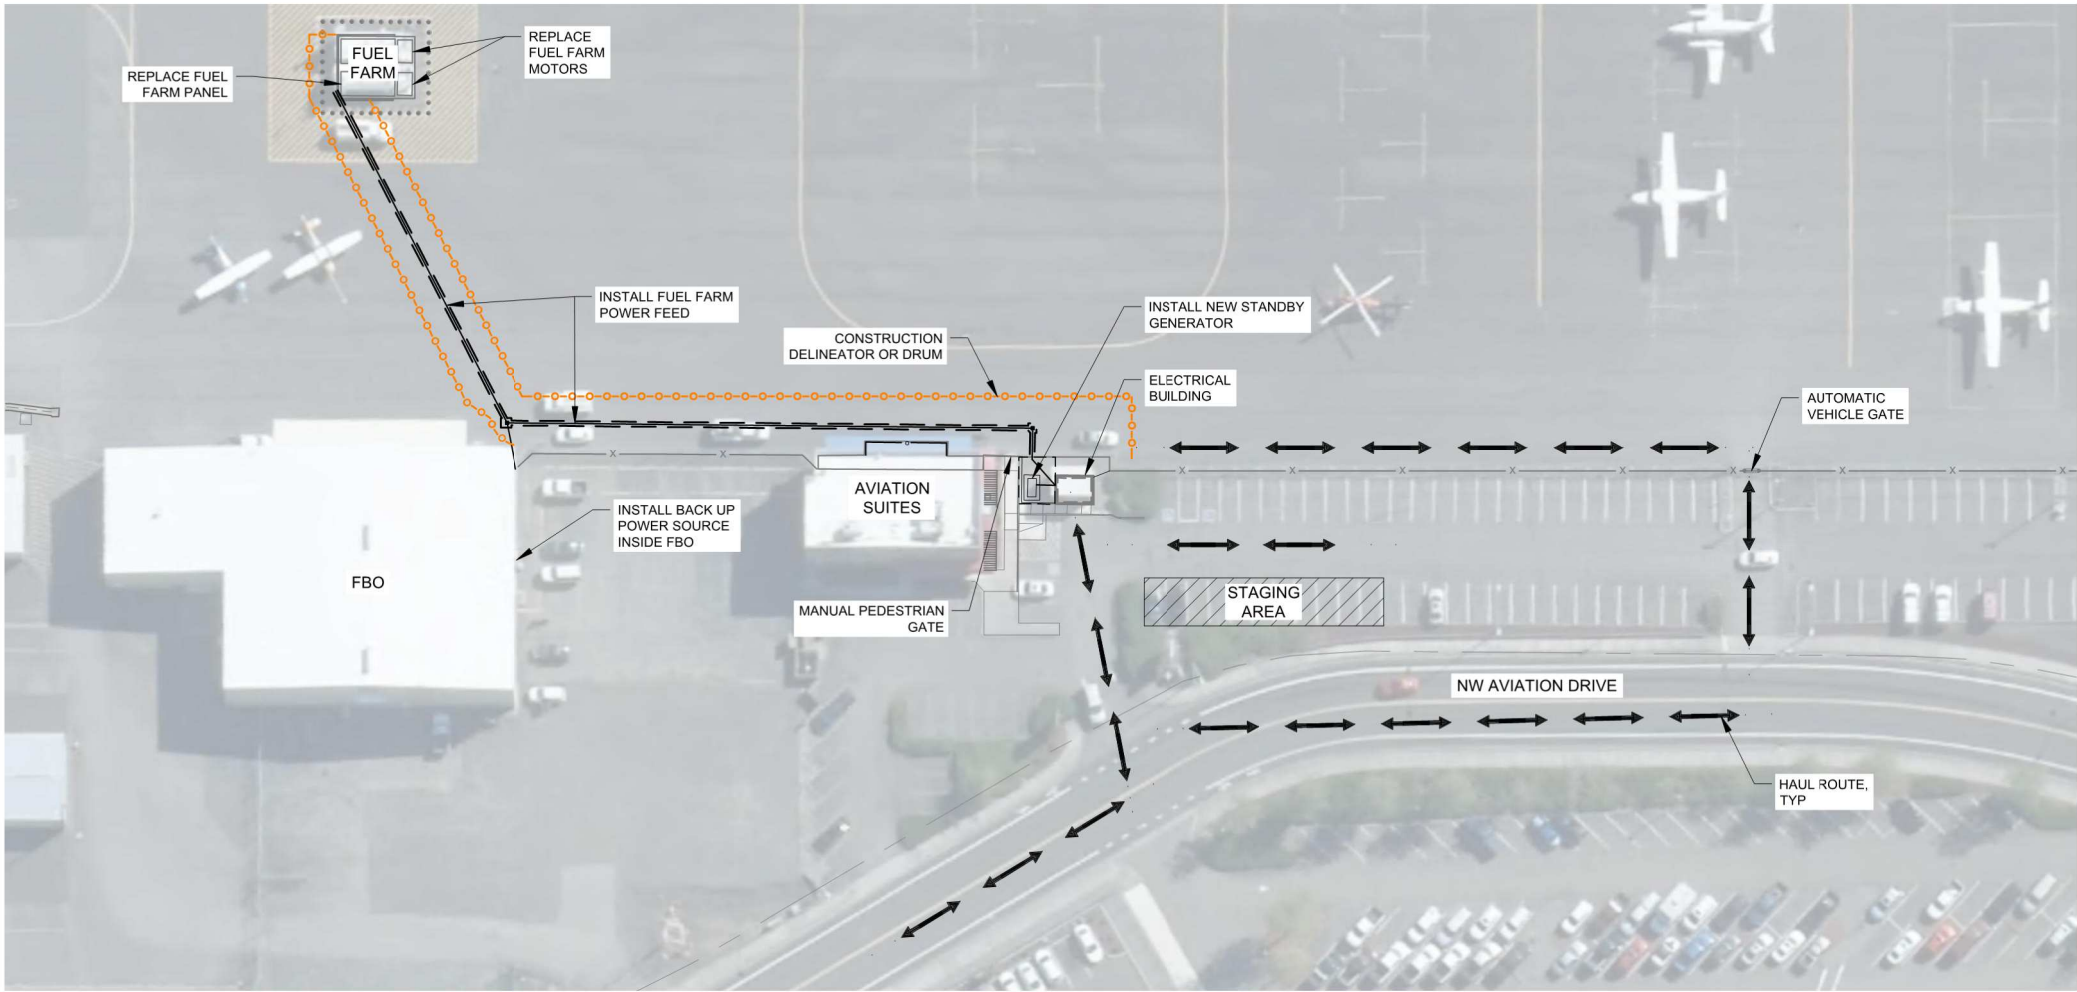 REPLACE FUEL
FARM PANEL
FUEL
FARM
REPLACE
FUEL FARM
MOTORS
INSTALL FUEL FARM
POWER FEED
CONSTRUCTION
DELINEATOR OR DRUM
INSTALL NEW STANDBY
GENERATOR
ELECTRICAL
BUILDING
AUTOMATIC
VEHICLE GATE
AVIATION
SUITES
INSTALL BACK UP
POWER SOURCE
INSIDE FBO
FBO
MANUAL PEDESTRIAN
GATE
STAGING
AREA
NW AVIATION DRIVE
HAUL ROUTE,
TYP